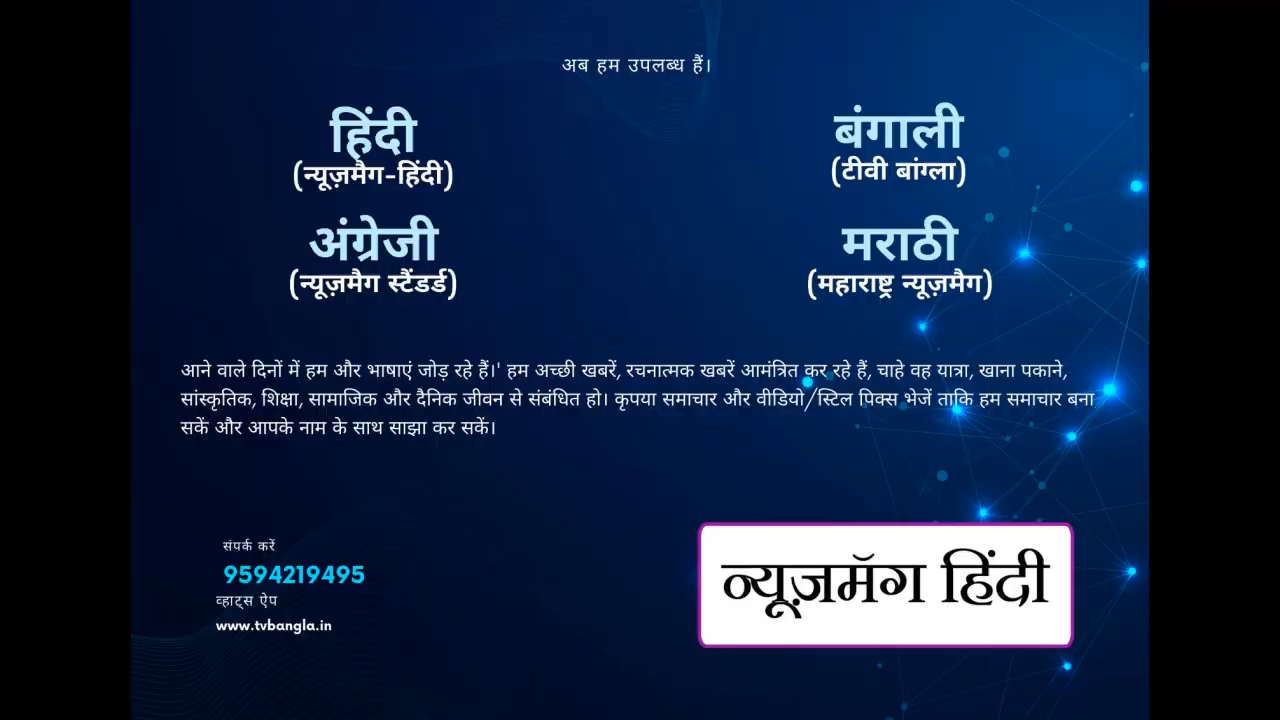 अब हम उपलब्ध हैं।
हिंदी
(न्यूज़मैग-हिंदी)
बंगाली
(टीवी बांग्ला)
अंग्रेजी
(न्यूज़मैग स्टैंडर्ड)
मराठी
(महाराष्ट्र न्यूज़मैग)
आने वाले दिनों में हम और भाषाएं जोड़ रहे हैं।' हम अच्छी खबरें, रचनात्मक खबरें आमंत्रित कर रहे हैं, चाहे वह यात्रा, खाना पकाने,
सांस्कृतिक, शिक्षा, सामाजिक और दैनिक जीवन से संबंधित हो। कृपया समाचार और वीडियो/स्टिल पिक्स भेजें ताकि हम समाचार बना
सकें और आपके नाम के साथ साझा कर सकें।
संपर्क करें
9594219495
व्हाट्स ऐप
www.tvbangla.in
न्यूज़मॅग हिंदी